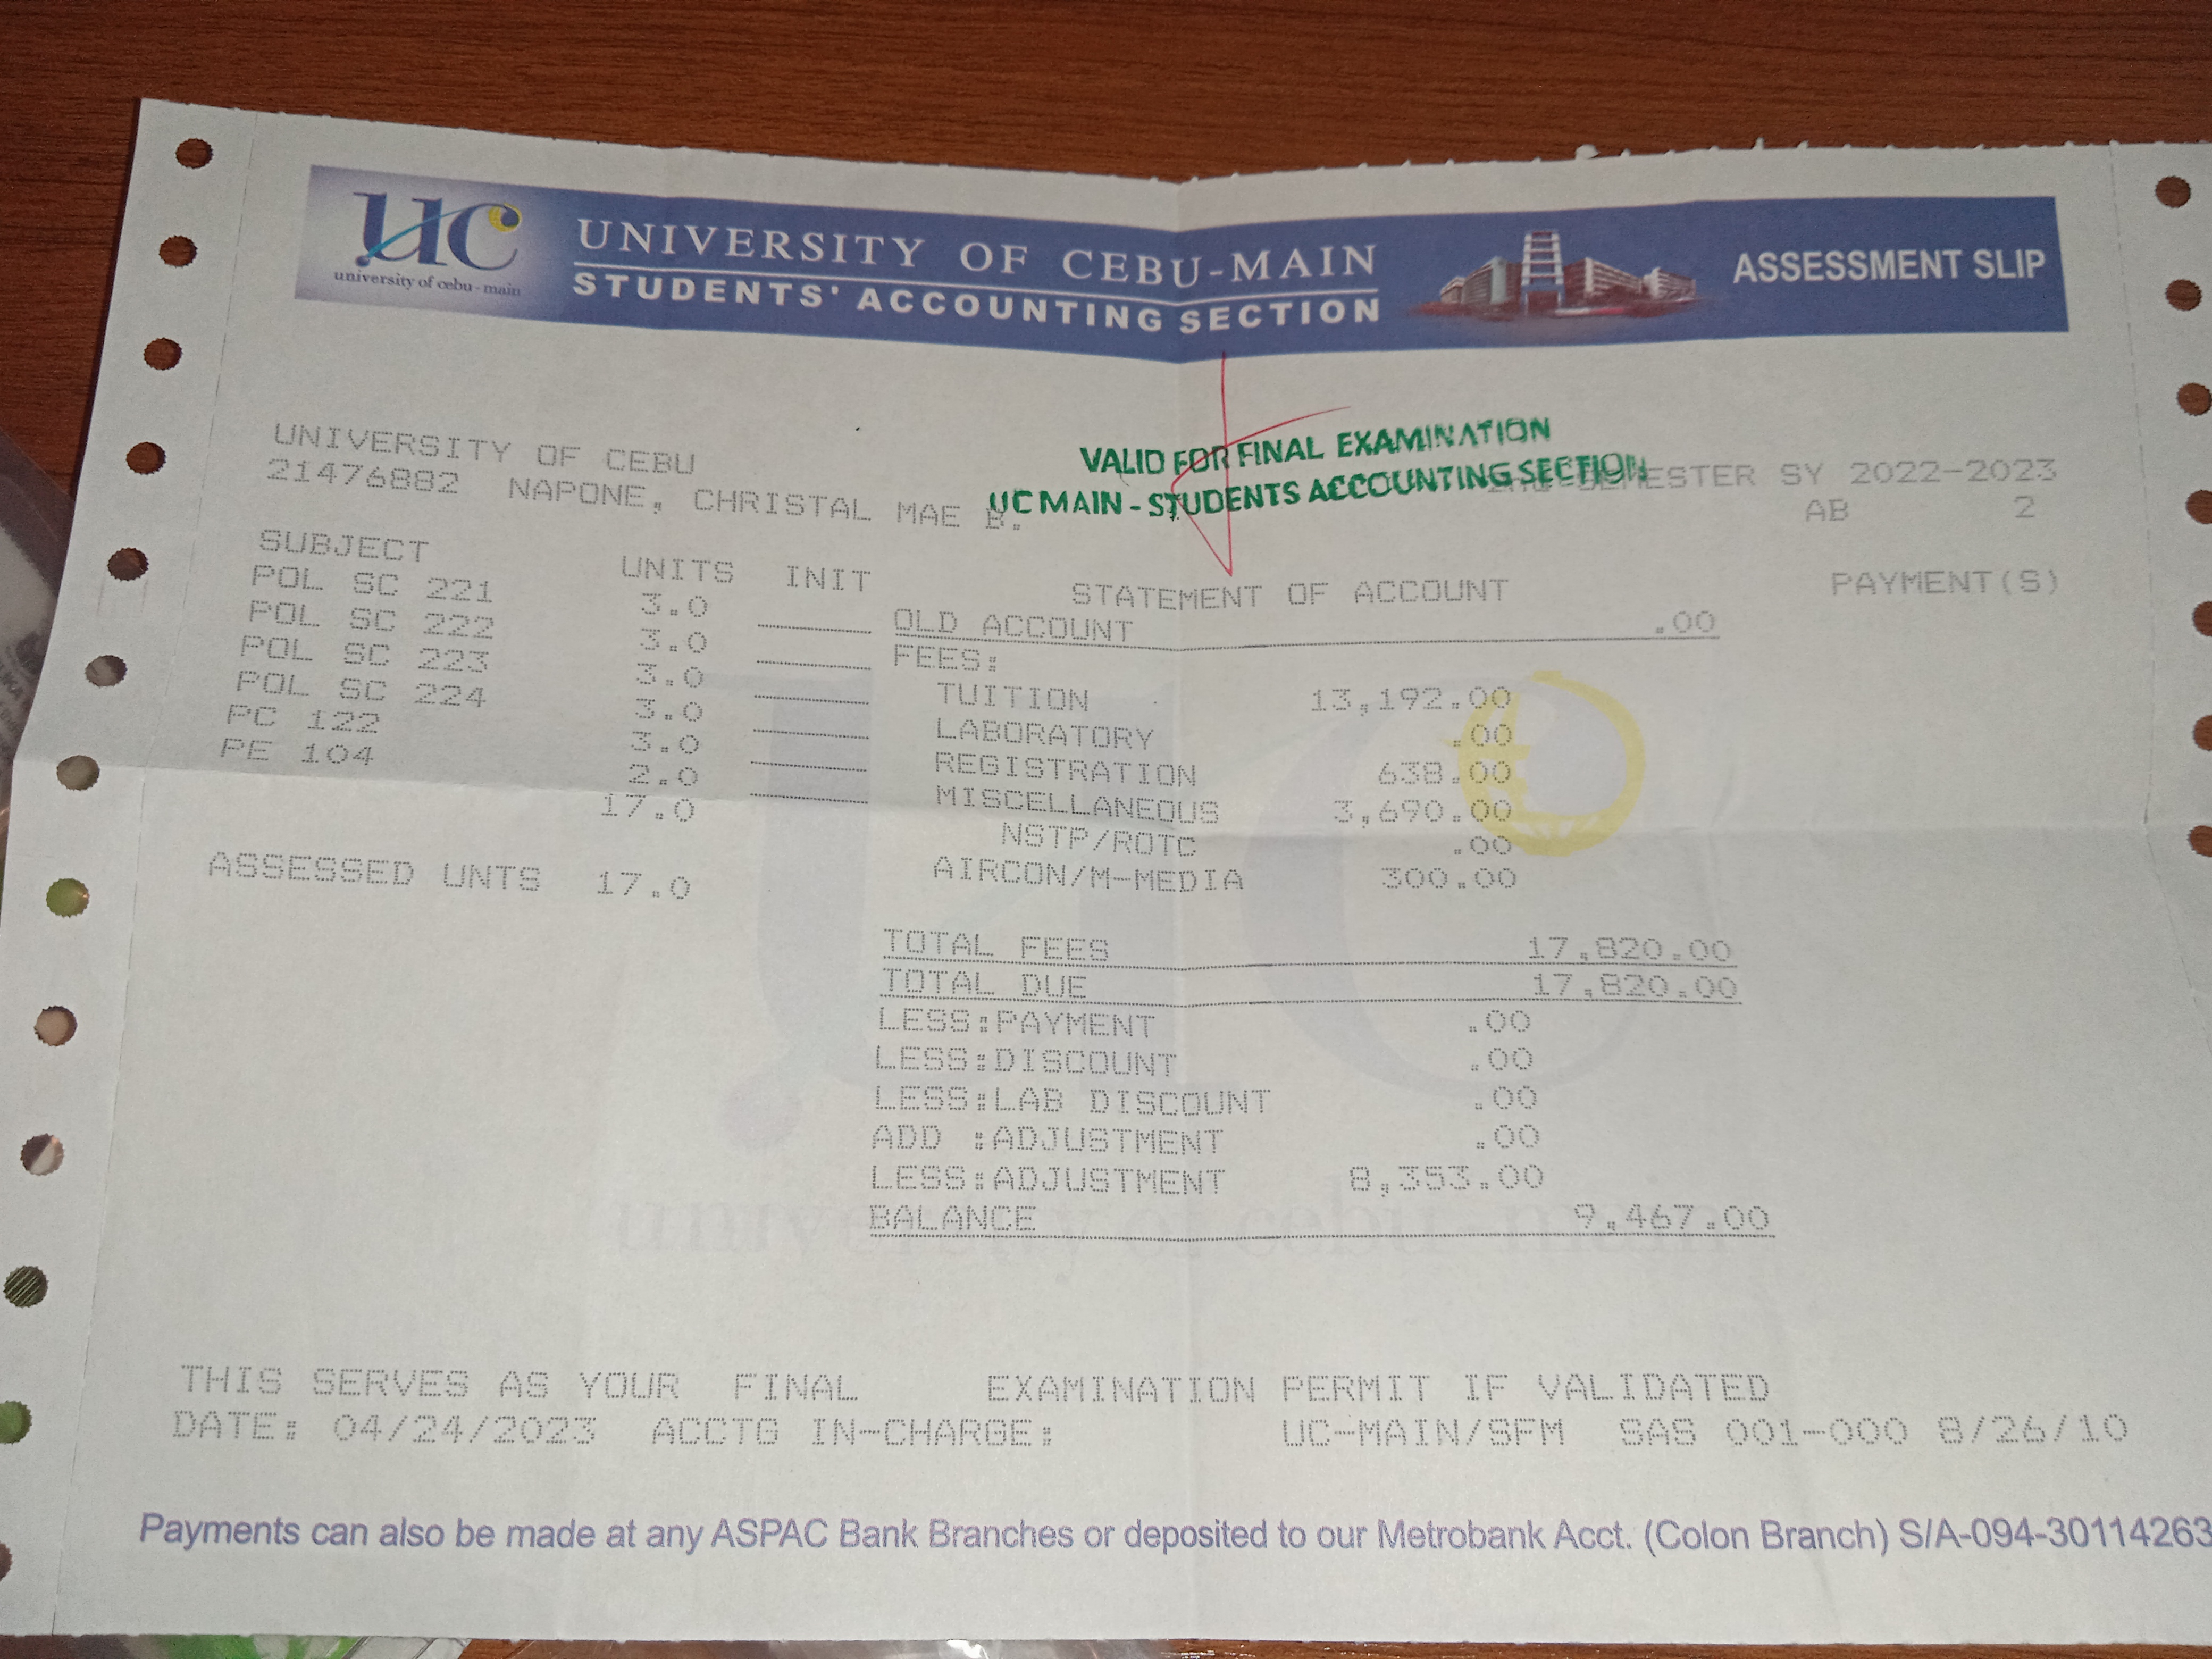 uc
university of cebu - main
UNIVERSITY OF CEBU-MAIN
STUDENTS' ACCOUNTING SECTION
ASSESSMENT SLIP
VALID FOR FINAL EXAMINATION
UC MAIN - STUDENTS ACCOUNTING SECTION
UNIVERSITY OF CEBU
SEMESTER SY 2022-2023
21476882 NAPONE, CHRISTAL MAE B.
AB 2
SUBJECT UNITS INIT
STATEMENT OF ACCOUNT PAYMENT(S)
POL SC 221 3.0
OLD ACCOUNT .00
POL SC 222 3.0
FEES:
POL SC 223 3.0
TUITION 13,192.00
POL SC 224 3.0
LABORATORY .00
PC 122 3.0
REGISTRATION 638.00
PE 104 2.0
MISCELLANEOUS 3,690.00
17.0
NSTP/ROTC .00
ASSESSED UNTS 17.0
AIRCON/M-MEDIA 300.00
TOTAL FEES 17,820.00
TOTAL DUE 17,820.00
LESS:PAYMENT .00
LESS:DISCOUNT .00
LESS:LAB DISCOUNT .00
ADD :ADJUSTMENT .00
LESS:ADJUSTMENT 8,353.00
BALANCE 9,467.00
THIS SERVES AS YOUR FINAL EXAMINATION PERMIT IF VALIDATED
DATE: 04/24/2023 ACCTG IN-CHARGE: UC-MAIN/SFM SAS 001-000 8/26/10
Payments can also be made at any ASPAC Bank Branches or deposited to our Metrobank Acct. (Colon Branch) S/A-094-30114263